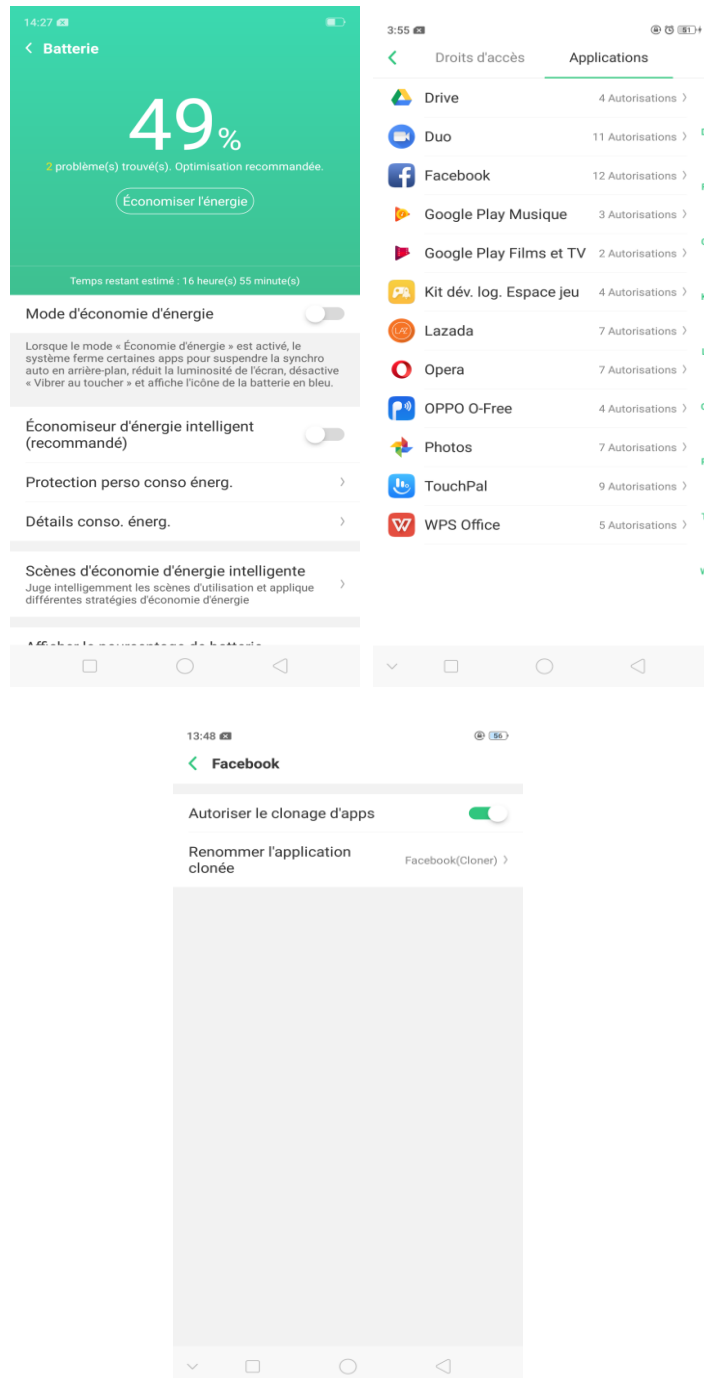 14:27
Batterie
49%
2 problème(s) trouvé(s). Optimisation recommandée.
Économiser l'énergie
Temps restant estimé : 16 heure(s) 55 minute(s)
Mode d'économie d'énergie
Lorsque le mode « Économie d'énergie » est activé, le
système ferme certaines apps pour suspendre la synchro
auto en arrière-plan, réduit la luminosité de l'écran, désactive
« Vibrer au toucher » et affiche l'icône de la batterie en bleu.
Économiseur d'énergie intelligent
(recommandé)
Protection perso conso énerg.
Détails conso. énerg.
Scènes d'économie d'énergie intelligente
Juge intelligemment les scènes d'utilisation et applique
différentes stratégies d'économie d'énergie
Afficher le pourcentage de batterie
3:55 51
Droits d'accès Applications
Drive 4 Autorisations
Duo 11 Autorisations
Facebook 12 Autorisations
Google Play Musique 3 Autorisations
Google Play Films et TV 2 Autorisations
Kit dév. log. Espace jeu 4 Autorisations
Lazada 7 Autorisations
Opera 7 Autorisations
OPPO O-Free 4 Autorisations
Photos 7 Autorisations
TouchPal 9 Autorisations
WPS Office 5 Autorisations
13:48 56
Facebook
Autoriser le clonage d'apps
Renommer l'application
clonée
Facebook(Cloner)